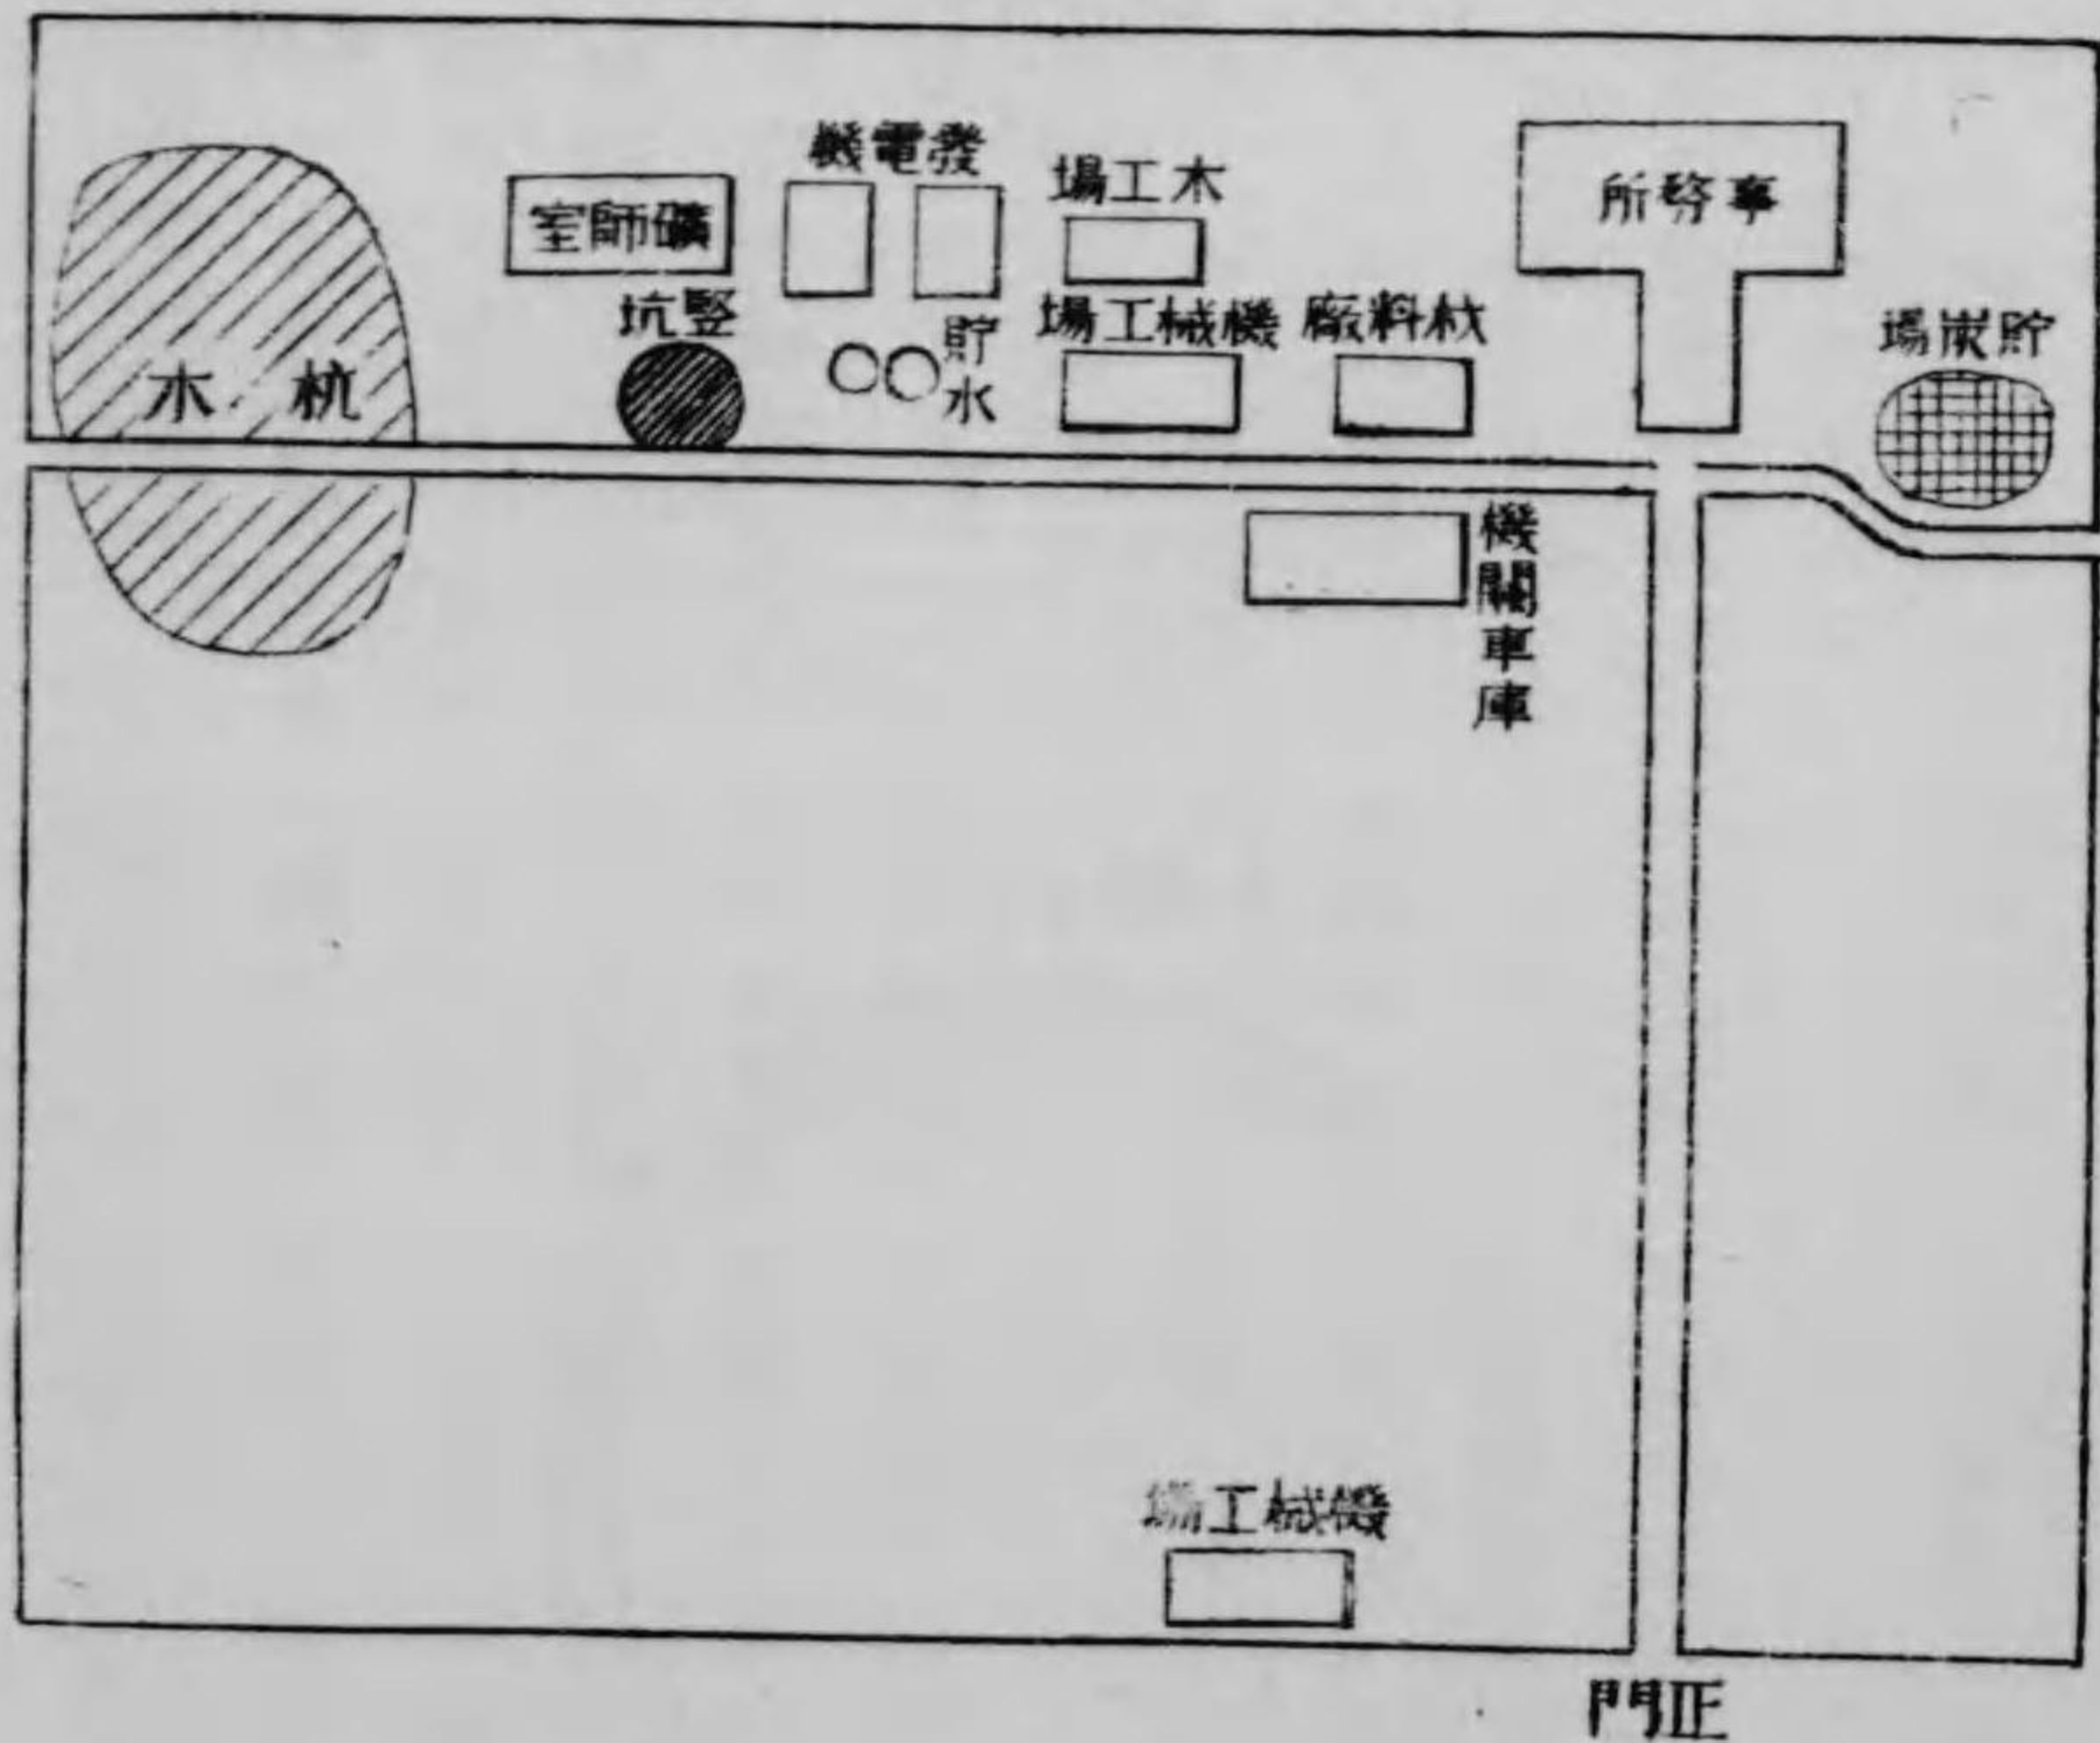 發電機
木工場
事務所
礦師室
竪坑
貯水
機械工場
材料廠
貯炭場
杭木
機關車庫
機械工場
正門